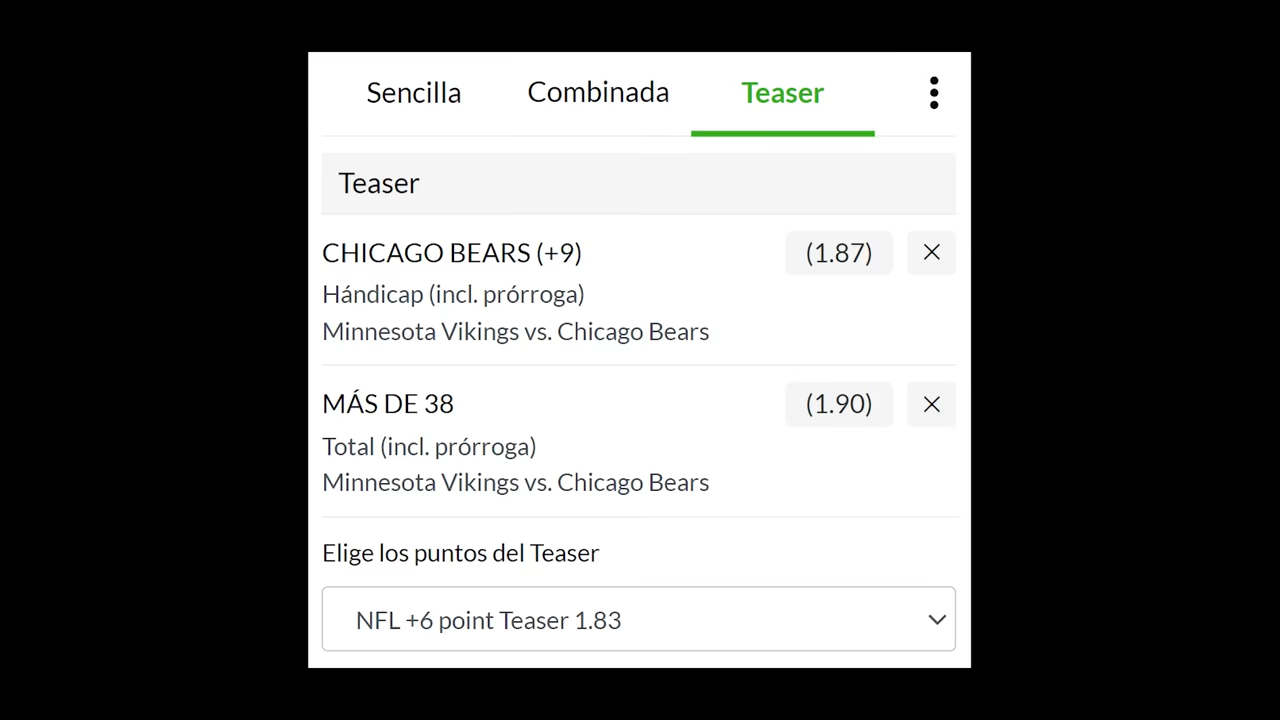 Sencilla Combinada Teaser
Teaser
CHICAGO BEARS (+9) (1.87)
Hándicap (incl. prórroga)
Minnesota Vikings vs. Chicago Bears
MÁS DE 38 (1.90)
Total (incl. prórroga)
Minnesota Vikings vs. Chicago Bears
Elige los puntos del Teaser
NFL +6 point Teaser 1.83